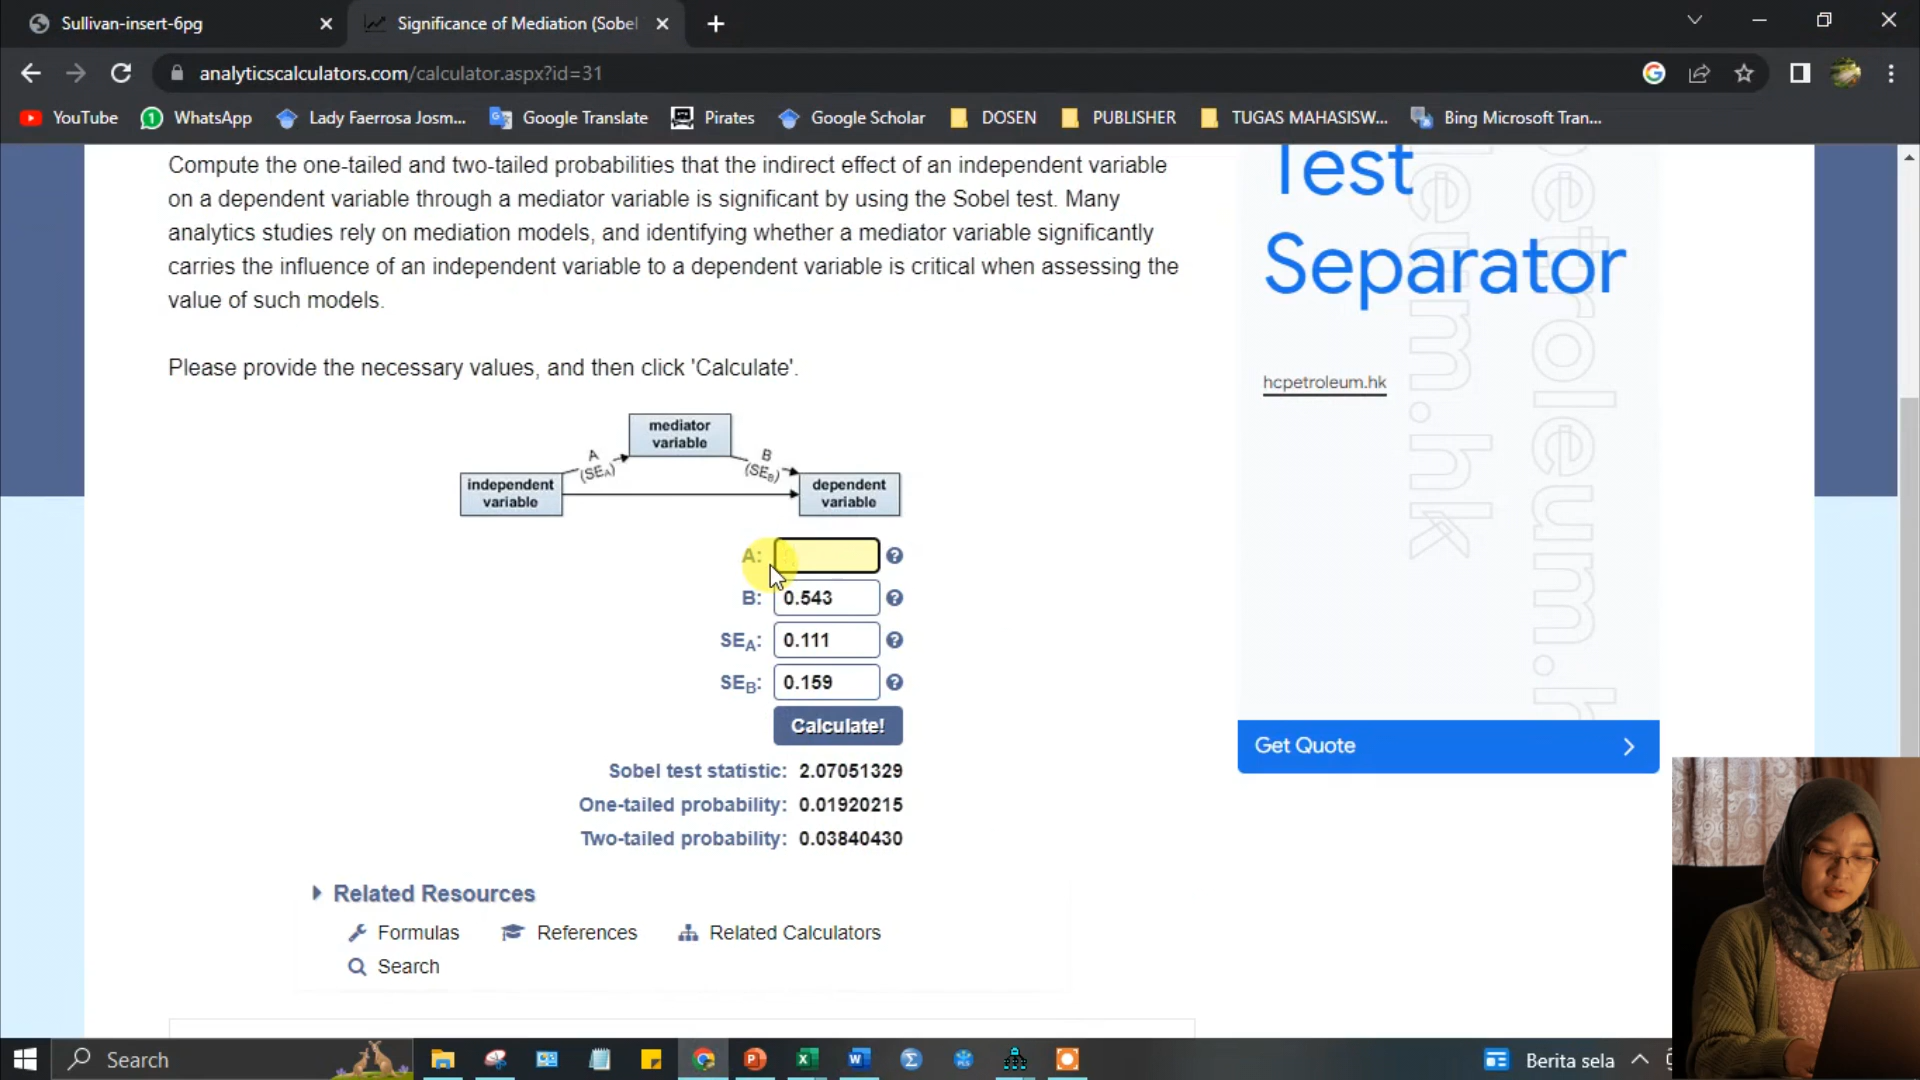 Sullivan-insert-6pg
Significance of Mediation (Sobel
analyticscalculators.com/calculator.aspx?id=31
YouTube
1
WhatsApp
Lady Faerrosa Josm...
Google Translate
Pirates
Google Scholar
DOSEN
PUBLISHER
TUGAS MAHASISW...
Bing Microsoft Tran...
Compute the one-tailed and two-tailed probabilities that the indirect effect of an independent variable
on a dependent variable through a mediator variable is significant by using the Sobel test. Many
analytics studies rely on mediation models, and identifying whether a mediator variable significantly
carries the influence of an independent variable to a dependent variable is critical when assessing the
value of such models.
Please provide the necessary values, and then click 'Calculate'.
mediator
variable
A
(SEA)
B
(SEB)
independent
variable
dependent
variable
A:
B: 0.543
SEA: 0.111
SEB: 0.159
Calculate!
Sobel test statistic: 2.07051329
One-tailed probability: 0.01920215
Two-tailed probability: 0.03840430
Related Resources
Formulas
References
Related Calculators
Search
Test
Separator
hcpetroleum.hk
petroleum.h
leum.hk
Get Quote
Search
Berita sela